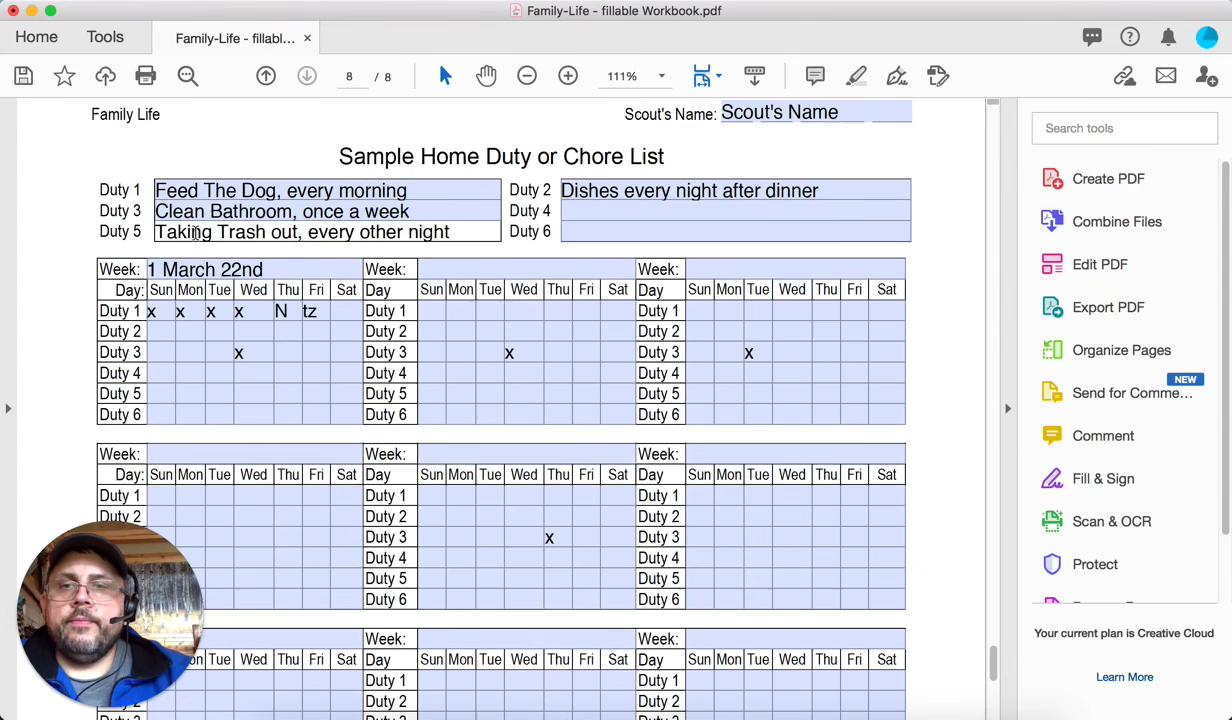 Family-Life - fillable Workbook.pdf
Home Tools Family-Life - fillabl... ×
8 / 8 111%
Family Life Scout's Name: Scout's Name
Sample Home Duty or Chore List
Duty 1 Feed The Dog, every morning Duty 2 Dishes every night after dinner
Duty 3 Clean Bathroom, once a week Duty 4
Duty 5 Taking Trash out, every other night Duty 6
Week: 1 March 22nd Week: Week:
Day: Sun Mon Tue Wed Thu Fri Sat Day Sun Mon Tue Wed Thu Fri Sat Day Sun Mon Tue Wed Thu Fri Sat
Duty 1 x x x x N tz Duty 1 Duty 1
Duty 2 Duty 2 Duty 2
Duty 3 x Duty 3 x Duty 3 x
Duty 4 Duty 4 Duty 4
Duty 5 Duty 5 Duty 5
Duty 6 Duty 6 Duty 6
Week: Week: Week:
Day: Sun Mon Tue Wed Thu Fri Sat Day Sun Mon Tue Wed Thu Fri Sat Day Sun Mon Tue Wed Thu Fri Sat
Duty 1 Duty 1 Duty 1
Duty 2 Duty 2 Duty 2
Duty 3 x Duty 3
Duty 4 Duty 4
Duty 5 Duty 5
Duty 6 Duty 6
Week: Week:
Tue Wed Thu Fri Sat Day Sun Mon Tue Wed Thu Fri Sat Day Sun Mon Tue Wed Thu Fri Sat
Duty 1 Duty 1
Duty 2 Duty 2
Search tools
Create PDF
Combine Files
Edit PDF
Export PDF
Organize Pages
NEW
Send for Comme...
Comment
Fill & Sign
Scan & OCR
Protect
Your current plan is Creative Cloud
Learn More